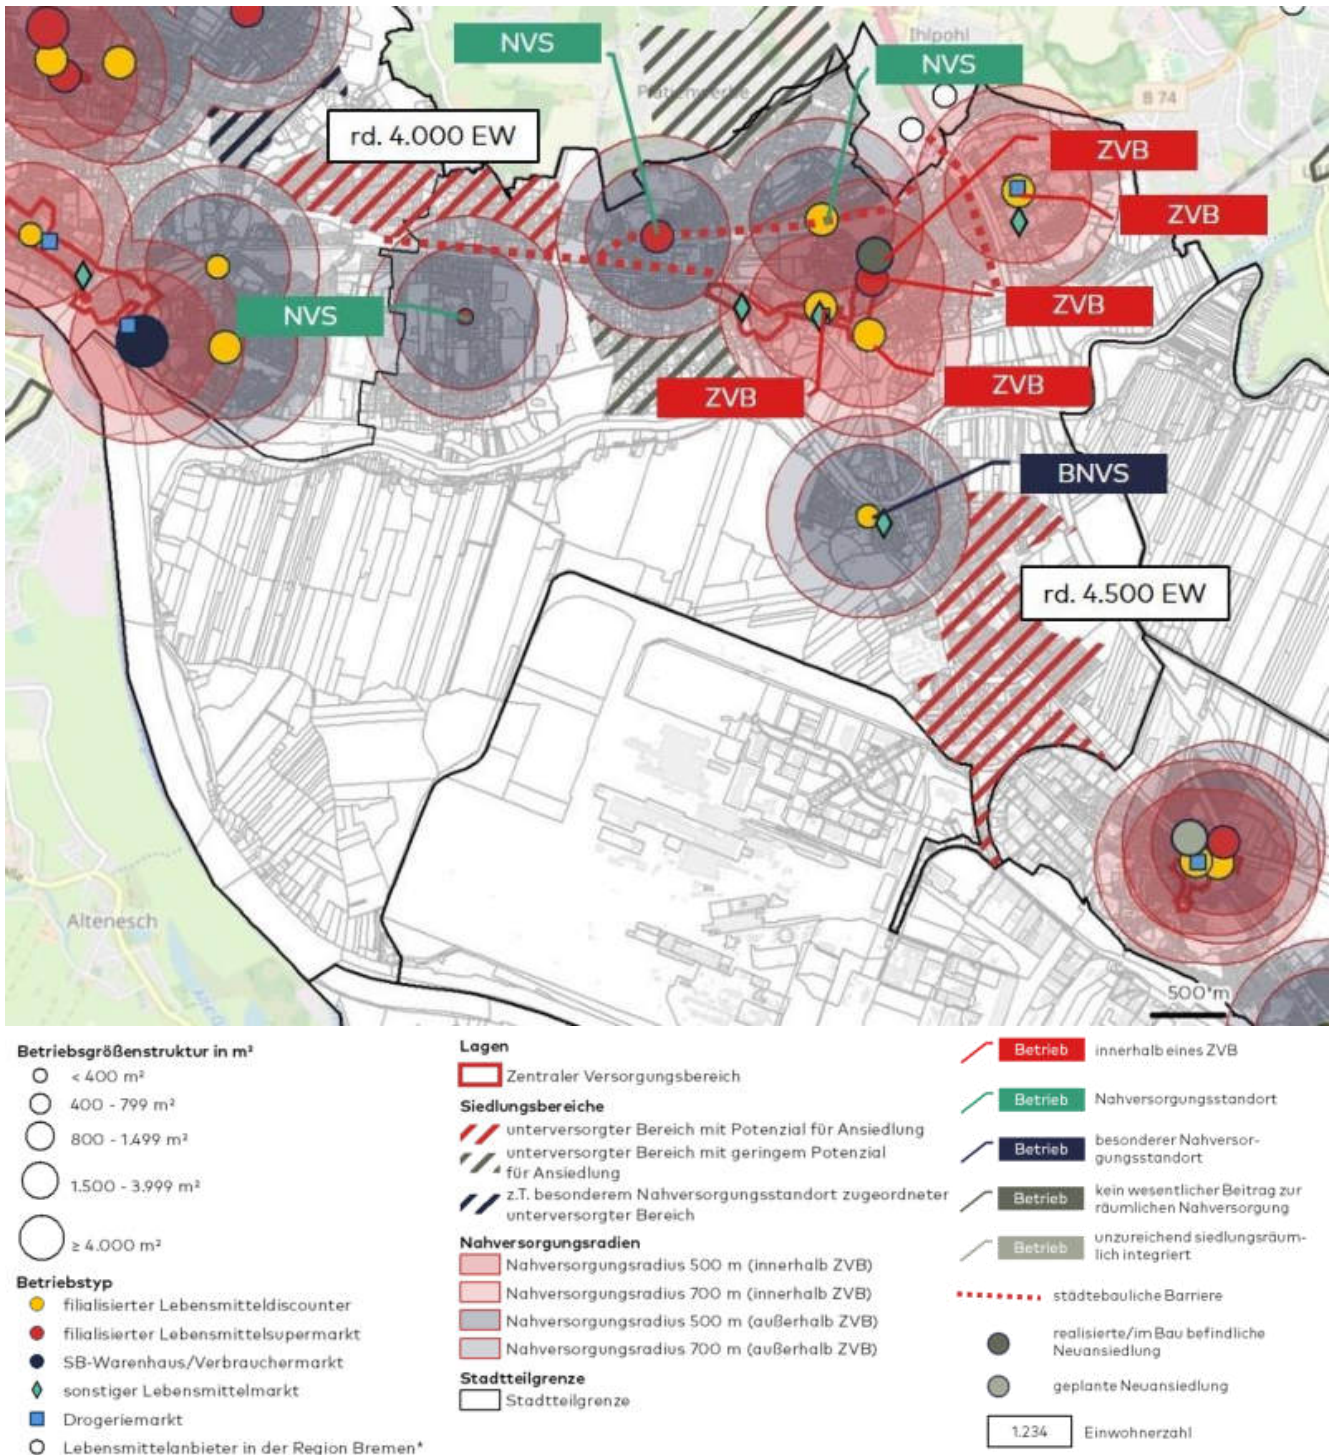 NVS
Ihlpohl
NVS
Platjenwerbe
B 74
rd. 4.000 EW
ZVB
ZVB
NVS
ZVB
ZVB
ZVB
BNVS
rd. 4.500 EW
Altenesch
500 m
Betriebsgrößenstruktur in m²
< 400 m²
400 - 799 m²
800 - 1.499 m²
1.500 - 3.999 m²
≥ 4.000 m²
Betriebstyp
filialisierter Lebensmitteldiscounter
filialisierter Lebensmittelsupermarkt
SB-Warenhaus/Verbrauchermarkt
sonstiger Lebensmittelmarkt
Drogeriemarkt
Lebensmittelanbieter in der Region Bremen*
Lagen
Zentraler Versorgungsbereich
Siedlungsbereiche
unterversorgter Bereich mit Potenzial für Ansiedlung
unterversorgter Bereich mit geringem Potenzial
für Ansiedlung
z.T. besonderem Nahversorgungsstandort zugeordneter
unterversorgter Bereich
Nahversorgungsradien
Nahversorgungsradius 500 m (innerhalb ZVB)
Nahversorgungsradius 700 m (innerhalb ZVB)
Nahversorgungsradius 500 m (außerhalb ZVB)
Nahversorgungsradius 700 m (außerhalb ZVB)
Stadtteilgrenze
Stadtteilgrenze
Betrieb innerhalb eines ZVB
Betrieb Nahversorgungsstandort
Betrieb besonderer Nahversor-
gungsstandort
Betrieb kein wesentlicher Beitrag zur
räumlichen Nahversorgung
Betrieb unzureichend siedlungsräum-
lich integriert
städtebauliche Barriere
realisierte/im Bau befindliche
Neuansiedlung
geplante Neuansiedlung
1.234 Einwohnerzahl